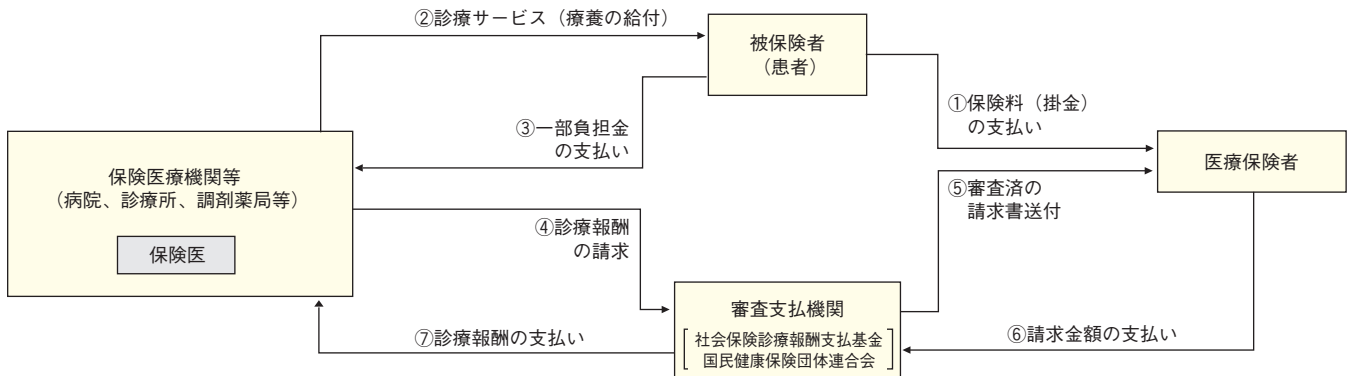 ②診療サービス（療養の給付）
被保険者
（患者）
①保険料（掛金）
の支払い
③一部負担金
の支払い
保険医療機関等
（病院、診療所、調剤薬局等）
保険医
医療保険者
⑤審査済の
請求書送付
④診療報酬
の請求
審査支払機関
社会保険診療報酬支払基金
国民健康保険団体連合会
⑥請求金額の支払い
⑦診療報酬の支払い